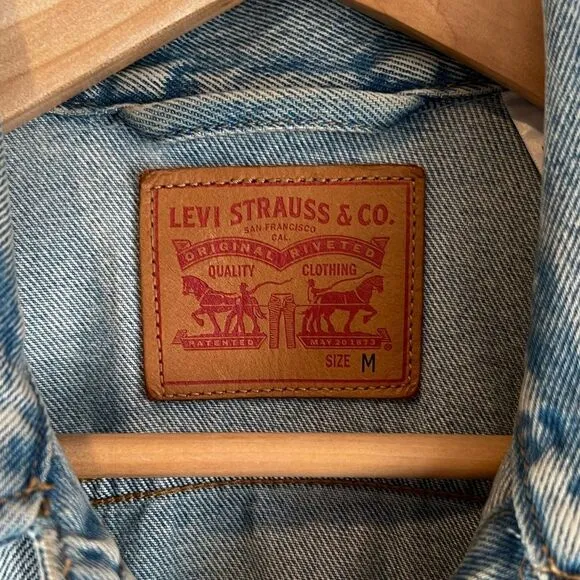 LEVI STRAUSS & CO.
SAN FRANCISCO
CAL.
ORIGINAL RIVETED
QUALITY CLOTHING
PATENTED MAY 20 1873 ®
SIZE M